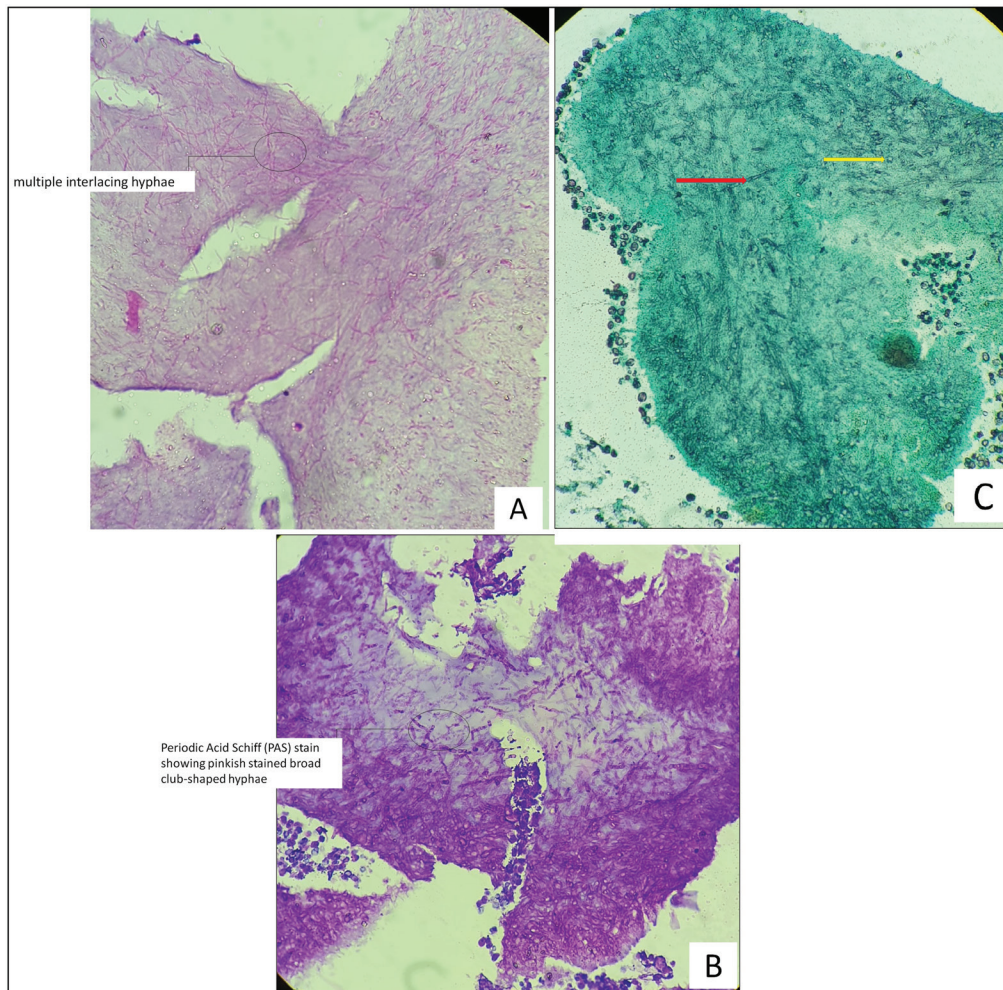 multiple interlacing hyphae
A
C
Periodic Acid Schiff (PAS) stain
showing pinkish stained broad
club-shaped hyphae
B